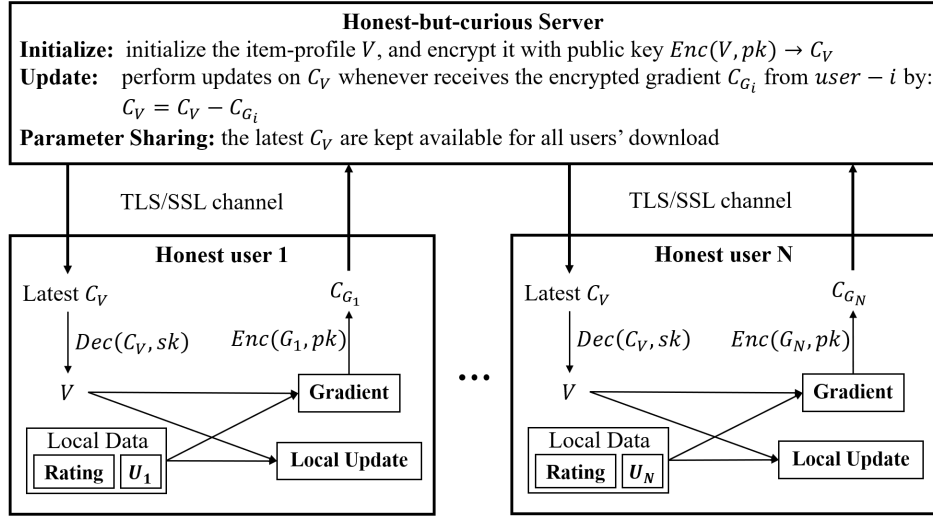 Honest-but-curious Server
Initialize: initialize the item-profile V, and encrypt it with public key Enc(V, pk) → C_V
Update: perform updates on C_V whenever receives the encrypted gradient C_{G_i} from user − i by:
C_V = C_V − C_{G_i}
Parameter Sharing: the latest C_V are kept available for all users' download
TLS/SSL channel
TLS/SSL channel
Honest user 1
Latest C_V
C_{G_1}
Dec(C_V, sk)
Enc(G_1, pk)
V
Gradient
Local Data
Rating
U_1
Local Update
...
Honest user N
Latest C_V
C_{G_N}
Dec(C_V, sk)
Enc(G_N, pk)
V
Gradient
Local Data
Rating
U_N
Local Update